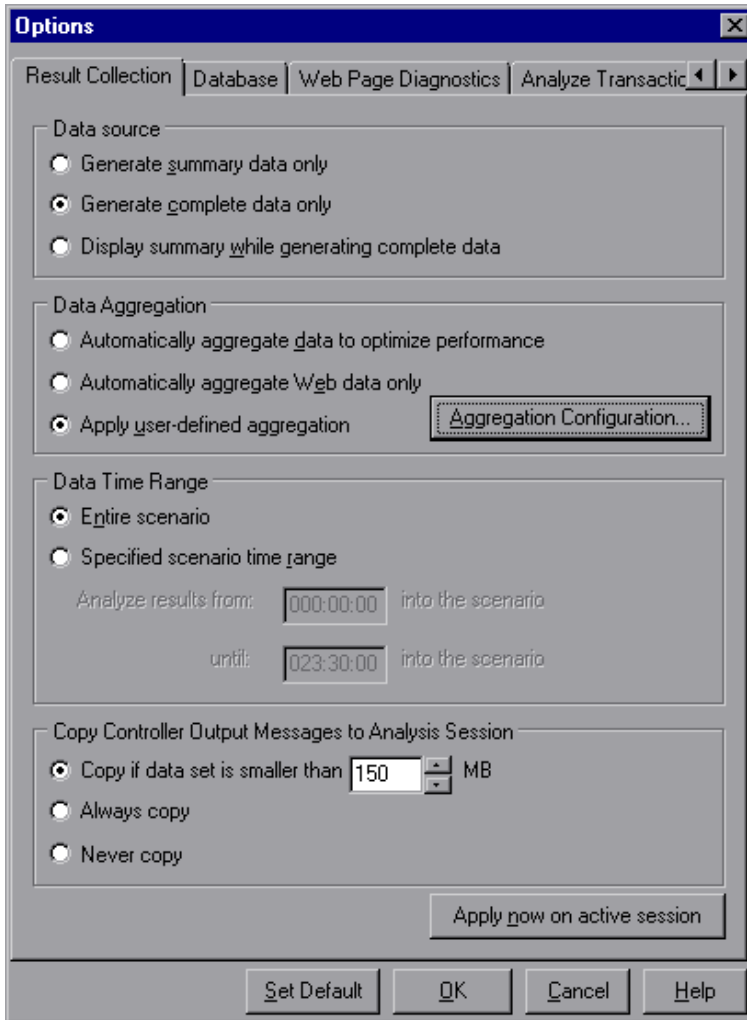 Options
Result Collection Database Web Page Diagnostics Analyze
Data source
Generate summary data only
Generate complete data only
Display summary while generating complete data
Data Aggregation
Automatically aggregate data to optimize performance
Automatically aggregate Web data only
Apply user-defined aggregation Aggregation Configuration...
Data Time Range
Entire scenario
Specified scenario time range
Analyze results from: 000:00:00 into the scenario
until: 023:30:00 into the scenario
Copy Controller Output Messages to Analysis Session
Copy if data set is smaller than 150 MB
Always copy
Never copy
Apply now on active session
Set Default OK Cancel Help